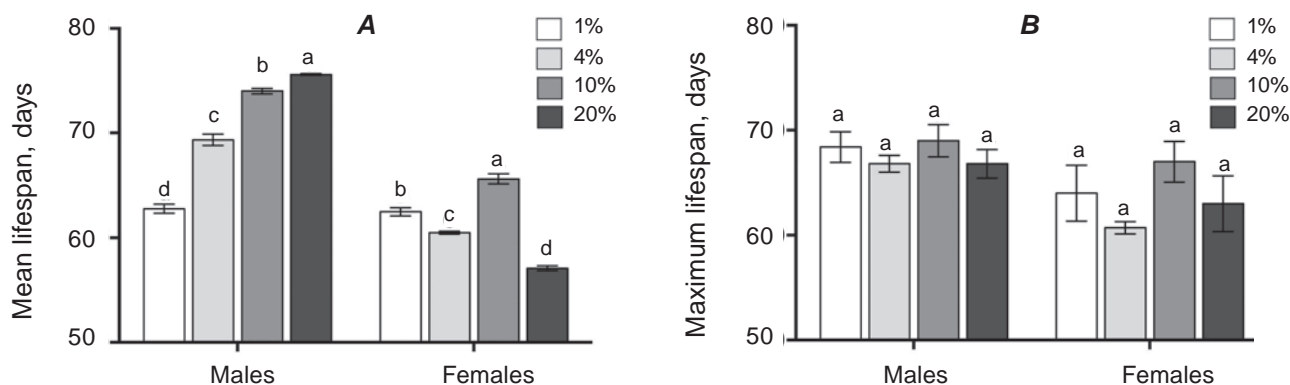 A
Mean lifespan, days
80
70
60
50
d
c
b
a
b
c
a
d
Males
Females
1%
4%
10%
20%
B
Maximum lifespan, days
80
70
60
50
a
a
a
a
a
a
a
a
Males
Females
1%
4%
10%
20%